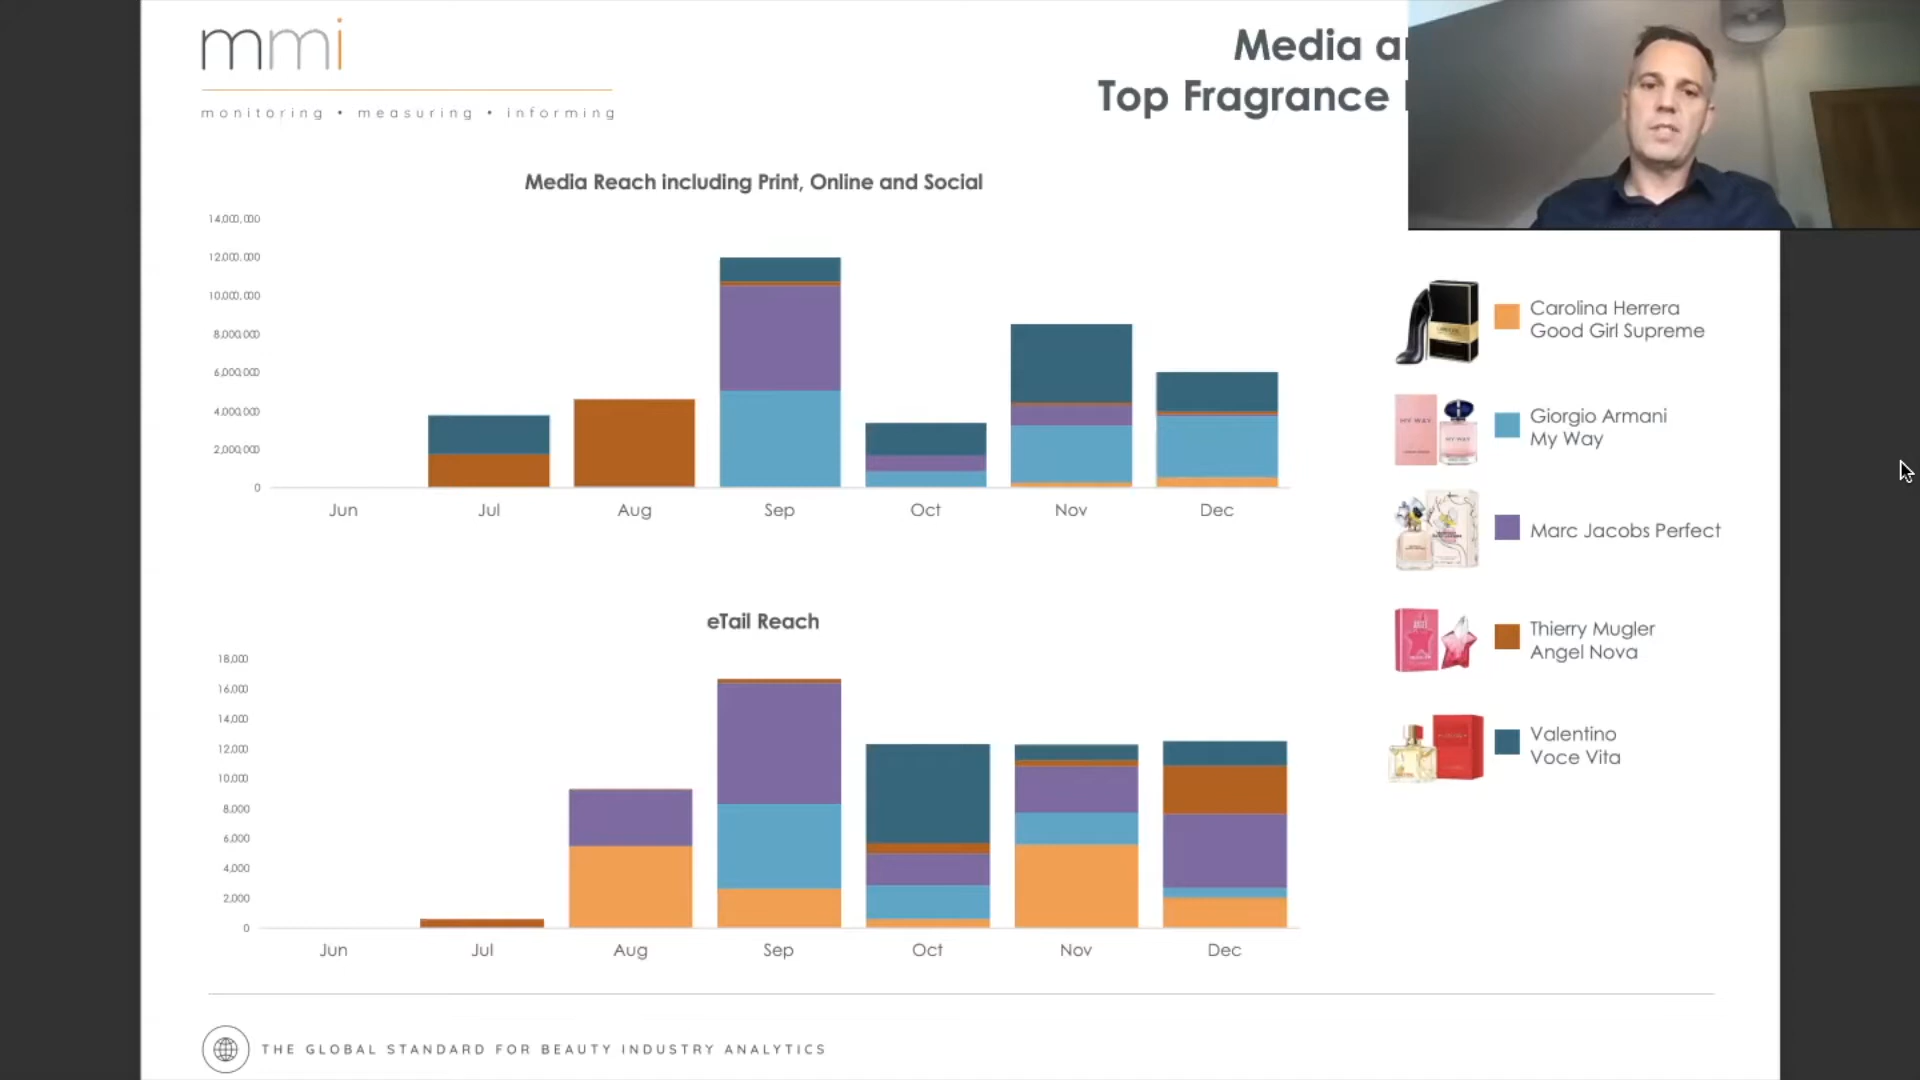 mmi
monitoring • measuring • informing
Media
Top Fragrance
Media Reach including Print, Online and Social
14,000,000
12,000,000
10,000,000
8,000,000
6,000,000
4,000,000
2,000,000
0
Jun Jul Aug Sep Oct Nov Dec
Carolina Herrera
Good Girl Supreme
MY WAY
MY WAY
Giorgio Armani
My Way
Marc Jacobs Perfect
Thierry Mugler
Angel Nova
Valentino
Voce Vita
eTail Reach
18,000
16,000
14,000
12,000
10,000
8,000
6,000
4,000
2,000
0
Jun Jul Aug Sep Oct Nov Dec
THE GLOBAL STANDARD FOR BEAUTY INDUSTRY ANALYTICS